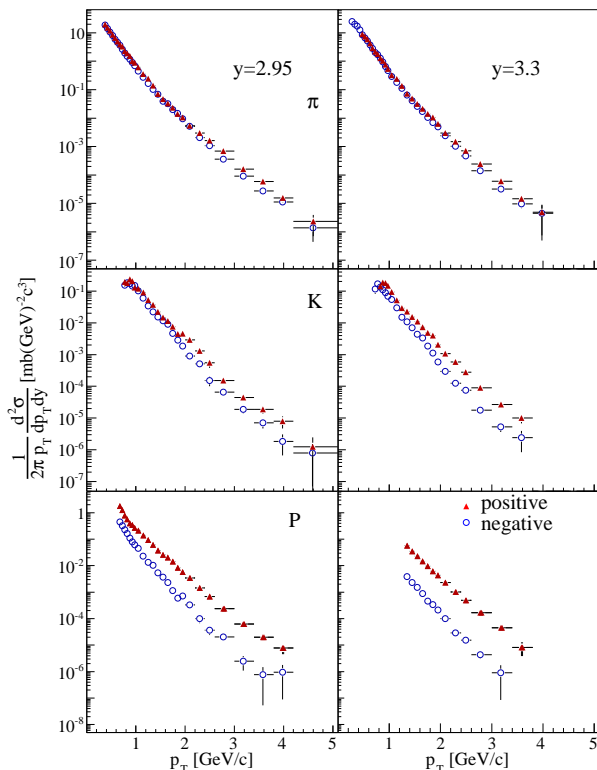 10
10⁻¹
10⁻³
10⁻⁵
10⁻⁷
y=2.95
π
y=3.3
10⁻¹
10⁻²
10⁻³
10⁻⁴
10⁻⁵
10⁻⁶
10⁻⁷
K
1/2π p_T d²σ/dp_T dy [mb(GeV)⁻²c³]
1
10⁻²
10⁻⁴
10⁻⁶
10⁻⁸
P
positive
negative
0 1 2 3 4 5
p_T [GeV/c]
1 2 3 4 5
p_T [GeV/c]